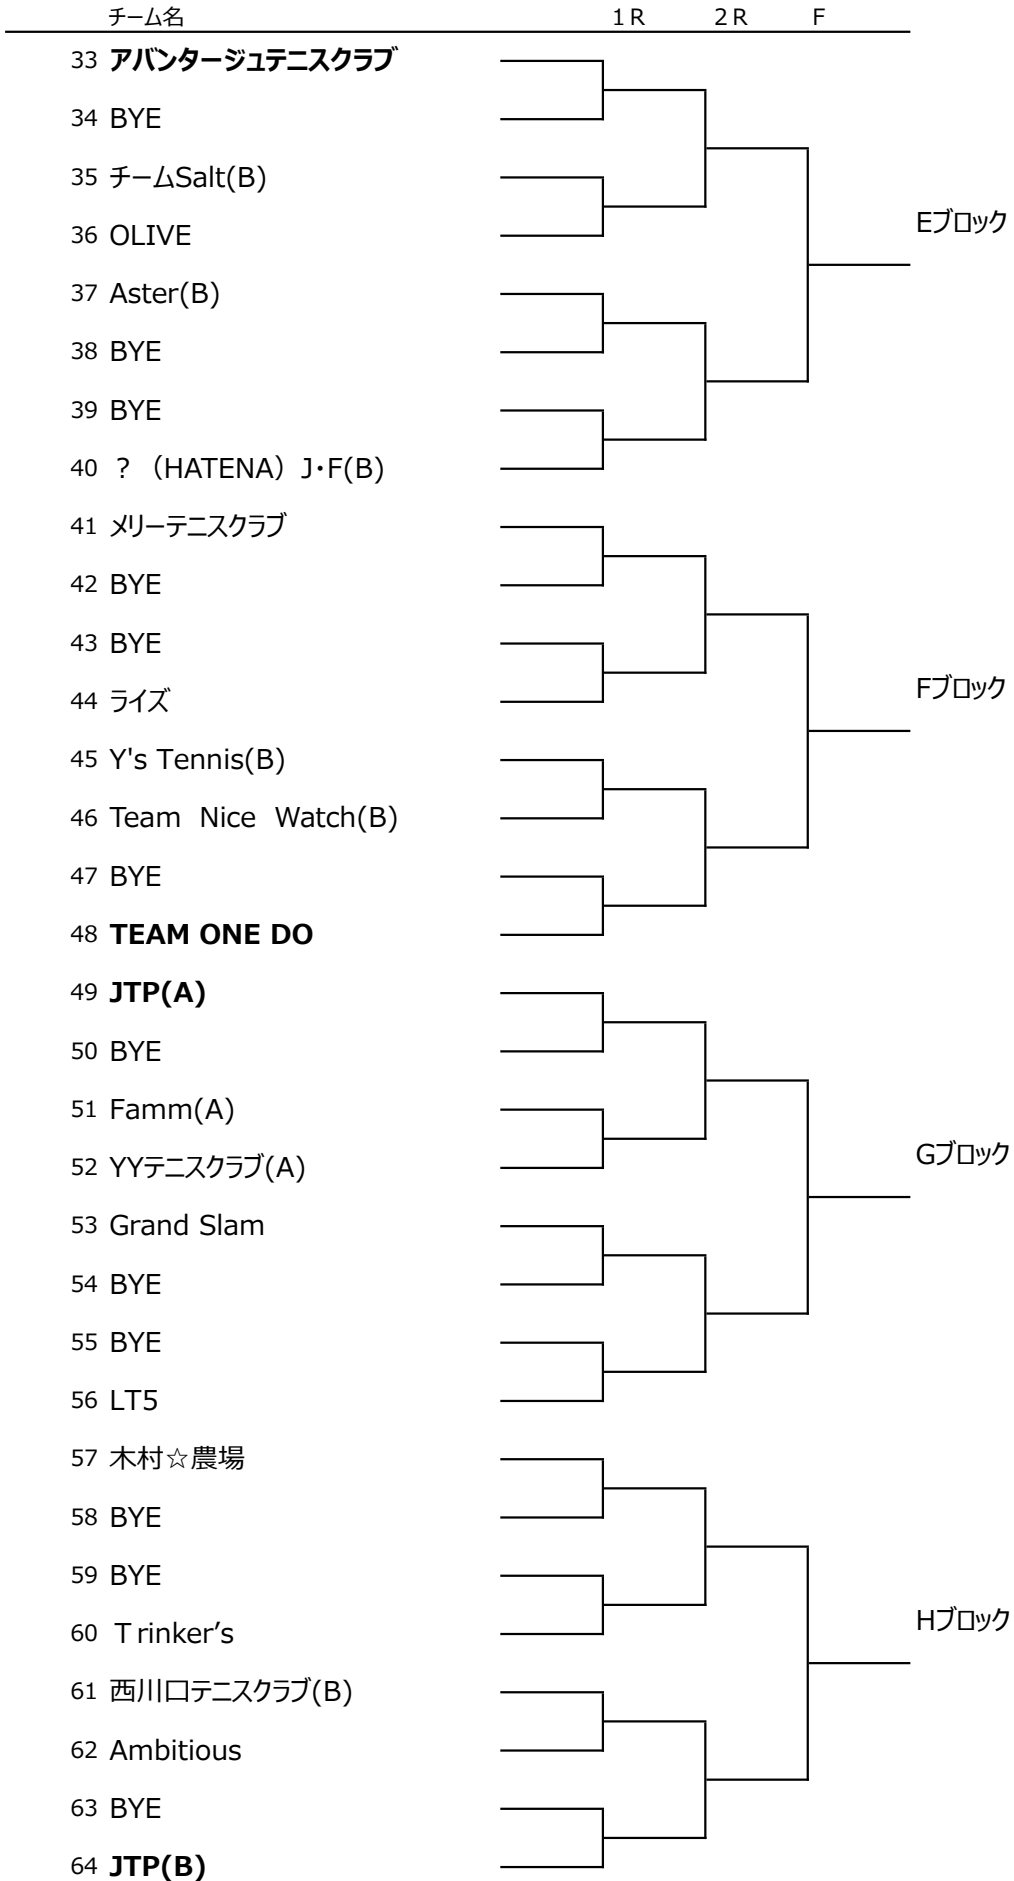 チーム名 1R 2R F
33 アバンタージュテニスクラブ
34 BYE
35 チームSalt(B)
Eブロック
36 OLIVE
37 Aster(B)
38 BYE
39 BYE
40 ?（HATENA）J・F(B)
41 メリーテニスクラブ
42 BYE
43 BYE
Fブロック
44 ライズ
45 Y's Tennis(B)
46 Team Nice Watch(B)
47 BYE
48 TEAM ONE DO
49 JTP(A)
50 BYE
51 Famm(A)
Gブロック
52 YYテニスクラブ(A)
53 Grand Slam
54 BYE
55 BYE
56 LT5
57 木村☆農場
58 BYE
59 BYE
Hブロック
60 Trinker’s
61 西川口テニスクラブ(B)
62 Ambitious
63 BYE
64 JTP(B)